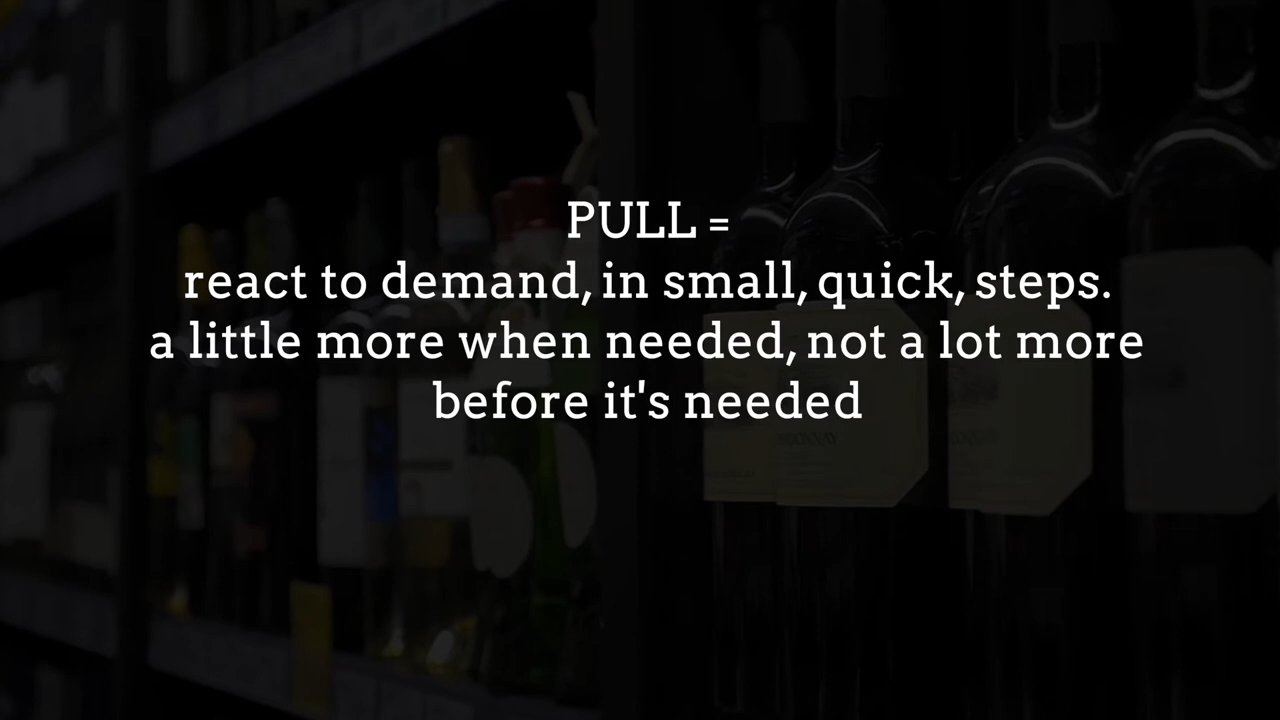 PULL =
react to demand, in small, quick, steps.
a little more when needed, not a lot more
before it's needed